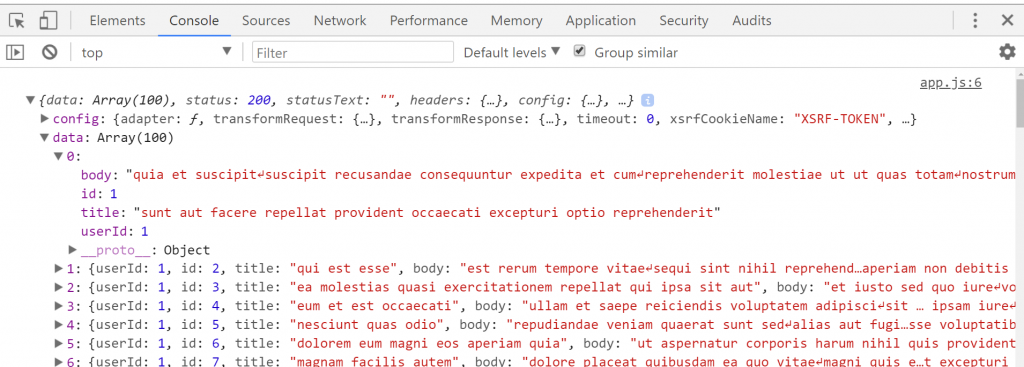 Elements Console Sources Network Performance Memory Application Security Audits
top Filter Default levels Group similar
app.js:6
{data: Array(100), status: 200, statusText: "", headers: {…}, config: {…}, …}
config: {adapter: ƒ, transformRequest: {…}, transformResponse: {…}, timeout: 0, xsrfCookieName: "XSRF-TOKEN", …}
data: Array(100)
0:
body: "quia et suscipit↵suscipit recusandae consequuntur expedita et cum↵reprehenderit molestiae ut ut quas totam↵nostrum
id: 1
title: "sunt aut facere repellat provident occaecati excepturi optio reprehenderit"
userId: 1
__proto__: Object
1: {userId: 1, id: 2, title: "qui est esse", body: "est rerum tempore vitae↵sequi sint nihil reprehend…aperiam non debitis
2: {userId: 1, id: 3, title: "ea molestias quasi exercitationem repellat qui ipsa sit aut", body: "et iusto sed quo iure↵vo
3: {userId: 1, id: 4, title: "eum et est occaecati", body: "ullam et saepe reiciendis voluptatem adipisci↵sit … ipsam iure↵
4: {userId: 1, id: 5, title: "nesciunt quas odio", body: "repudiandae veniam quaerat sunt sed↵alias aut fugi…sse voluptatib
5: {userId: 1, id: 6, title: "dolorem eum magni eos aperiam quia", body: "ut aspernatur corporis harum nihil quis provident
6: {userId: 1, id: 7, title: "magnam facilis autem", body: "dolore placeat quibusdam ea quo vitae↵magni quis e…t excepturi